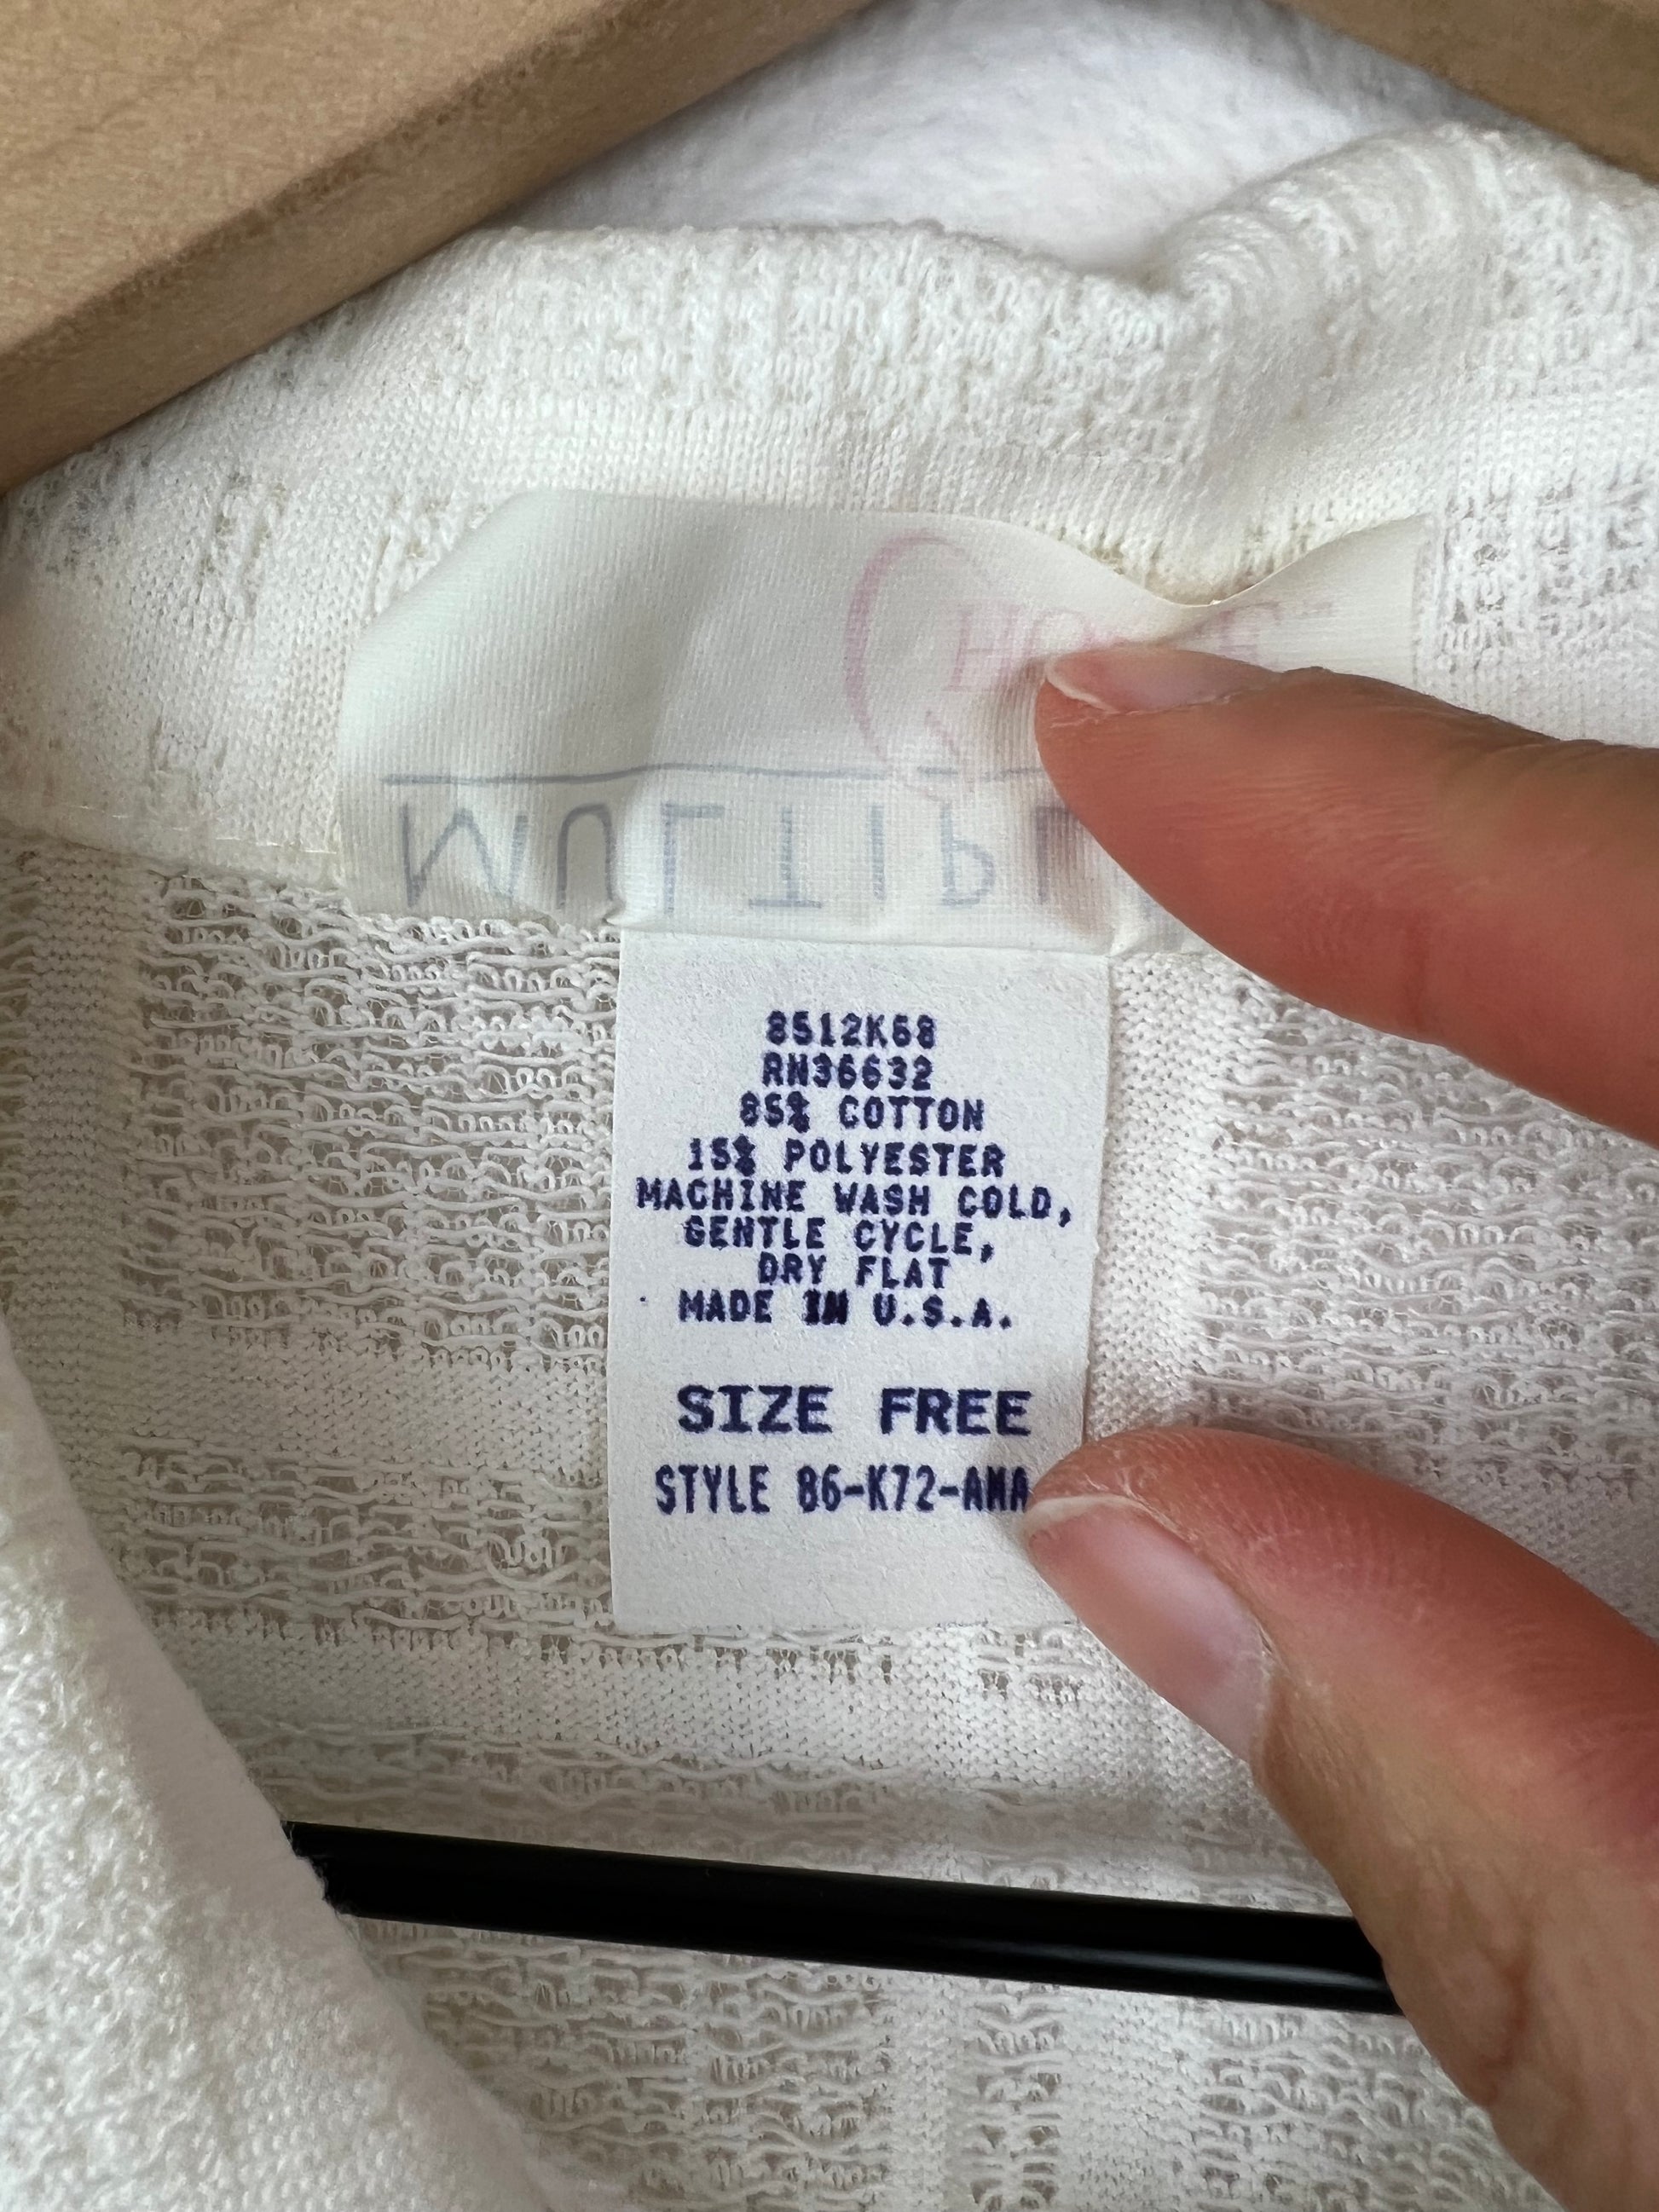 MULTIPL
8512K68
RN36632
85% COTTON
15% POLYESTER
MACHINE WASH COLD,
GENTLE CYCLE,
DRY FLAT
MADE IN U.S.A.
SIZE FREE
STYLE 86-K72-AMA